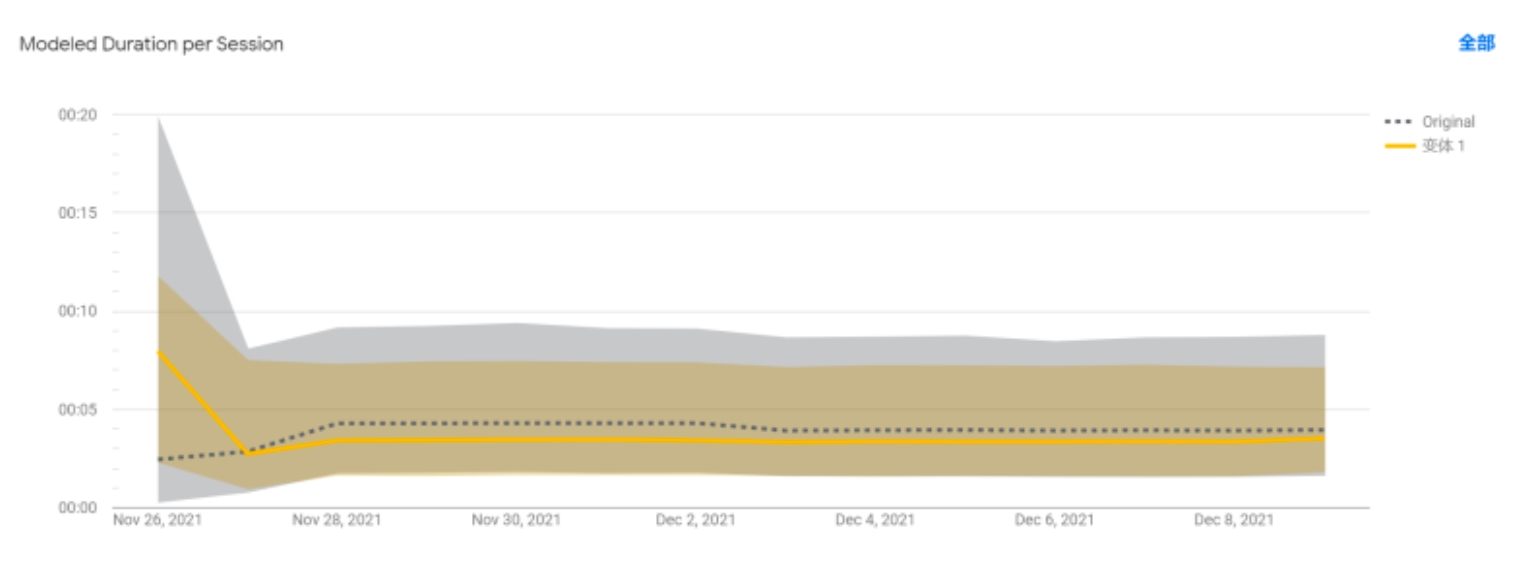 Modeled Duration per Session
全部
00:20
00:15
00:10
00:05
00:00
Nov 26, 2021
Nov 28, 2021
Nov 30, 2021
Dec 2, 2021
Dec 4, 2021
Dec 6, 2021
Dec 8, 2021
Original
变体 1